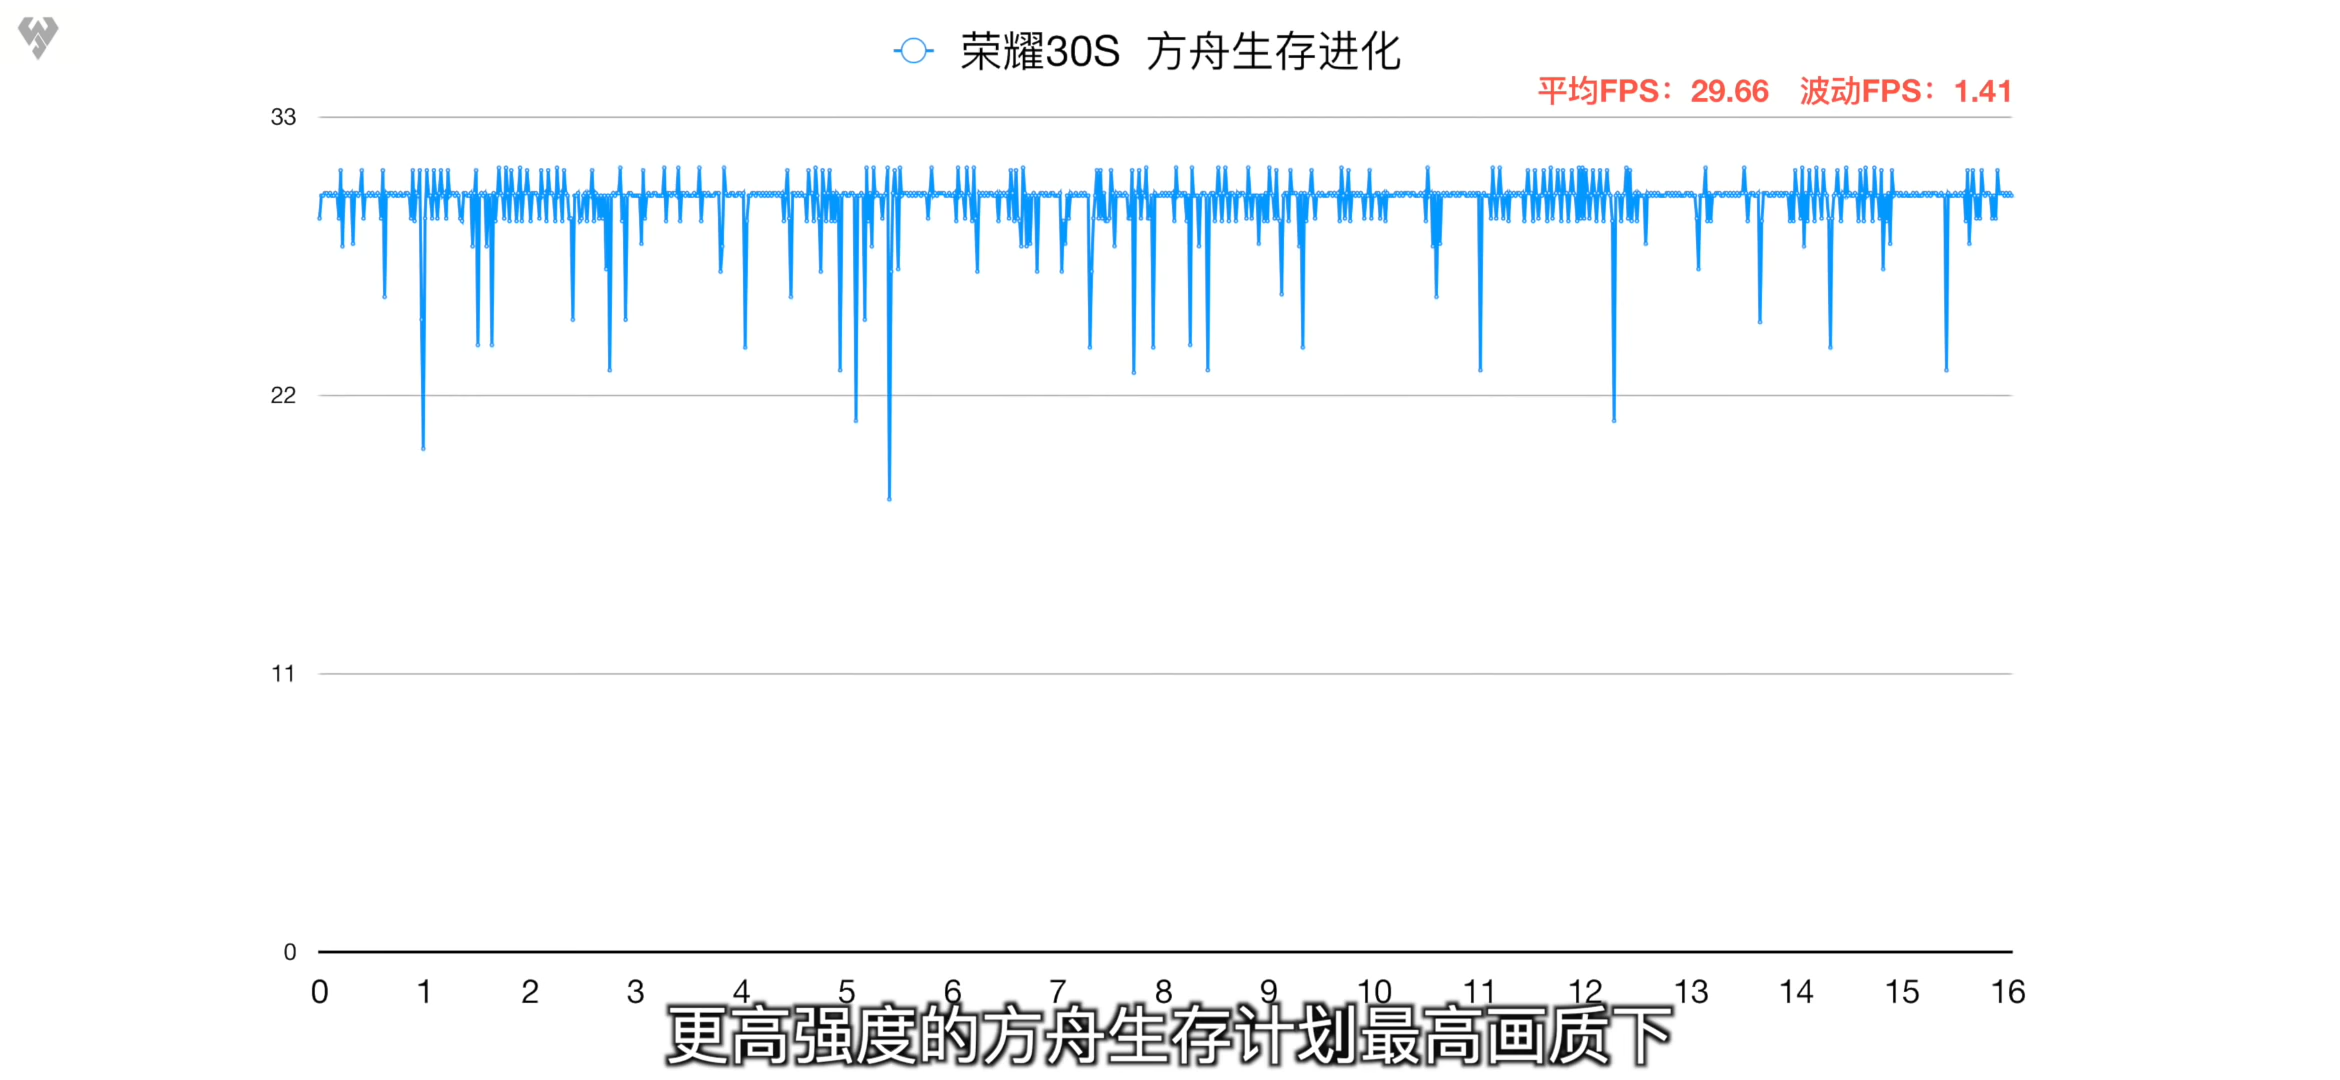 荣耀30S 方舟生存进化
平均FPS：29.66 波动FPS：1.41
33
22
11
0
0 1 2 3 4 5 6 7 8 9 10 11 12 13 14 15 16
更高强度的方舟生存计划最高画质下